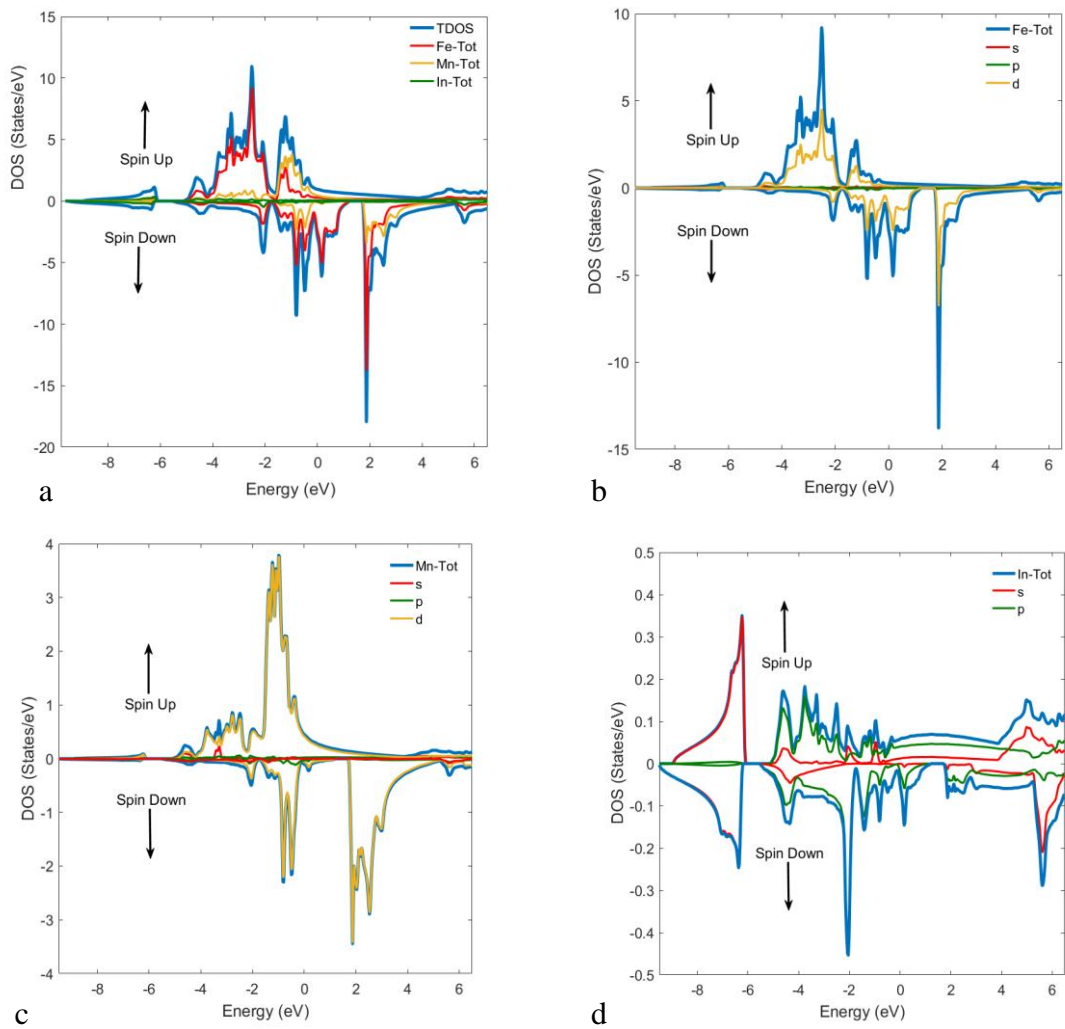 15
10
5
0
-5
-10
-15
-20
DOS (States/eV)
TDOS
Fe-Tot
Mn-Tot
In-Tot
Spin Up
Spin Down
-8 -6 -4 -2 0 2 4 6
Energy (eV)
a
10
5
0
-5
-10
-15
DOS (States/eV)
Fe-Tot
s
p
d
Spin Up
Spin Down
-8 -6 -4 -2 0 2 4 6
Energy (eV)
b
4
3
2
1
0
-1
-2
-3
-4
DOS (States/eV)
Mn-Tot
s
p
d
Spin Up
Spin Down
-8 -6 -4 -2 0 2 4 6
Energy (eV)
c
0.5
0.4
0.3
0.2
0.1
0
-0.1
-0.2
-0.3
-0.4
-0.5
DOS (States/eV)
In-Tot
s
p
Spin Up
Spin Down
-8 -6 -4 -2 0 2 4 6
Energy (eV)
d